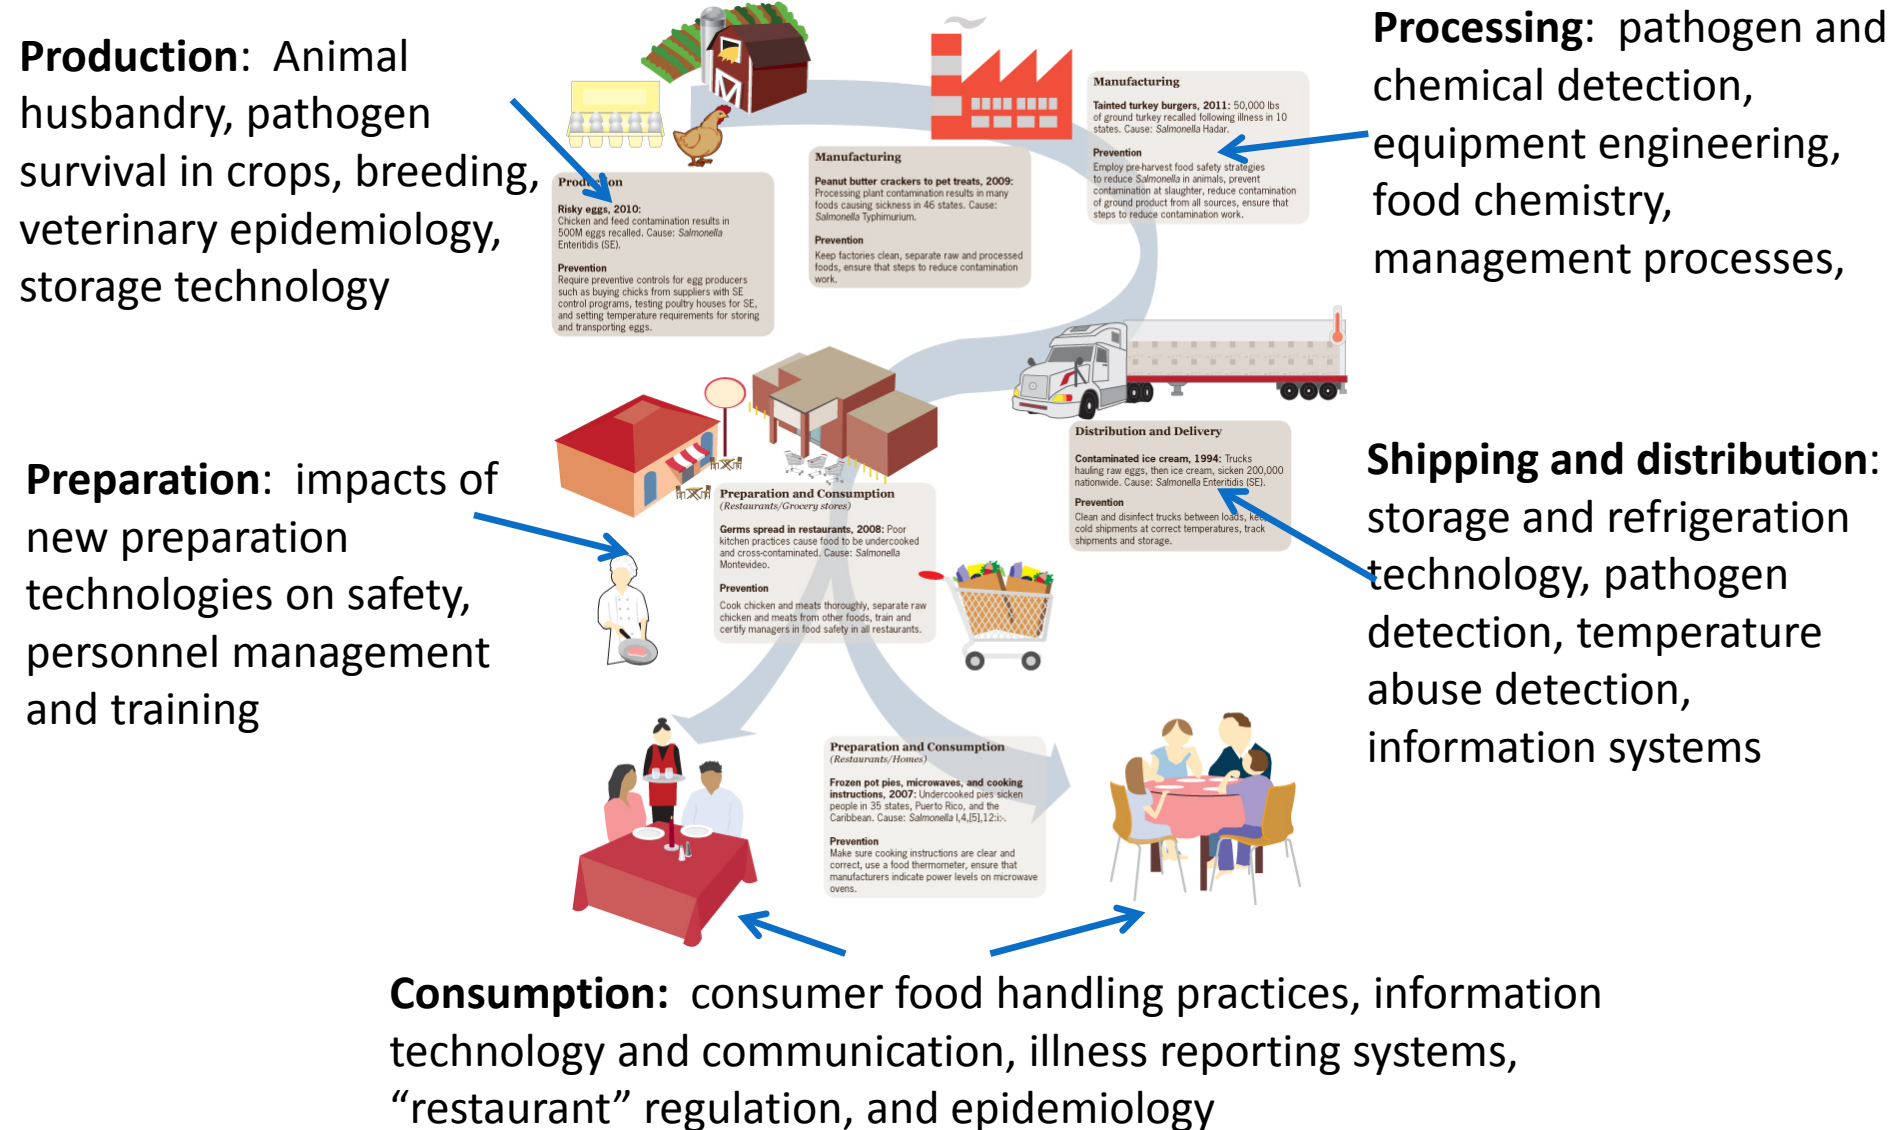 Production:  Animal
husbandry, pathogen
survival in crops, breeding,
veterinary epidemiology,
storage technology
Processing:  pathogen and
chemical detection,
equipment engineering,
food chemistry,
management processes,
Production
Risky eggs, 2010:
Chicken and feed contamination results in
500M eggs recalled. Cause: Salmonella
Enteritidis (SE).
Prevention
Require preventive controls for egg producers
such as buying chicks from suppliers with SE
control programs, testing poultry houses for SE,
and setting temperature requirements for storing
and transporting eggs.
Manufacturing
Peanut butter crackers to pet treats, 2009:
Processing plant contamination results in many
foods causing sickness in 46 states. Cause:
Salmonella Typhimurium.
Prevention
Keep factories clean, separate raw and processed
foods, ensure that steps to reduce contamination
work.
Manufacturing
Tainted turkey burgers, 2011: 50,000 lbs
of ground turkey recalled following illness in 10
states. Cause: Salmonella Hadar.
Prevention
Employ pre-harvest food safety strategies
to reduce Salmonella in animals, prevent
contamination at slaughter, reduce contamination
of ground product from all sources, ensure that
steps to reduce contamination work.
Distribution and Delivery
Contaminated ice cream, 1994: Trucks
hauling raw eggs, then ice cream, sicken 200,000
nationwide. Cause: Salmonella Enteritidis (SE).
Prevention
Clean and disinfect trucks between loads, keep
cold shipments at correct temperatures, track
shipments and storage.
Shipping and distribution:
storage and refrigeration
technology, pathogen
detection, temperature
abuse detection,
information systems
Preparation:  impacts of
new preparation
technologies on safety,
personnel management
and training
Preparation and Consumption
(Restaurants/Grocery stores)
Germs spread in restaurants, 2008: Poor
kitchen practices cause food to be undercooked
and cross-contaminated. Cause: Salmonella
Montevideo.
Prevention
Cook chicken and meats thoroughly, separate raw
chicken and meats from other foods, train and
certify managers in food safety in all restaurants.
Preparation and Consumption
(Restaurants/Homes)
Frozen pot pies, microwaves, and cooking
instructions, 2007: Undercooked pies sicken
people in 35 states, Puerto Rico, and the
Caribbean. Cause: Salmonella I,4,[5],12:i:-.
Prevention
Make sure cooking instructions are clear and
correct, use a food thermometer, ensure that
manufacturers indicate power levels on microwave
ovens.
Consumption:  consumer food handling practices, information
technology and communication, illness reporting systems,
“restaurant” regulation, and epidemiology